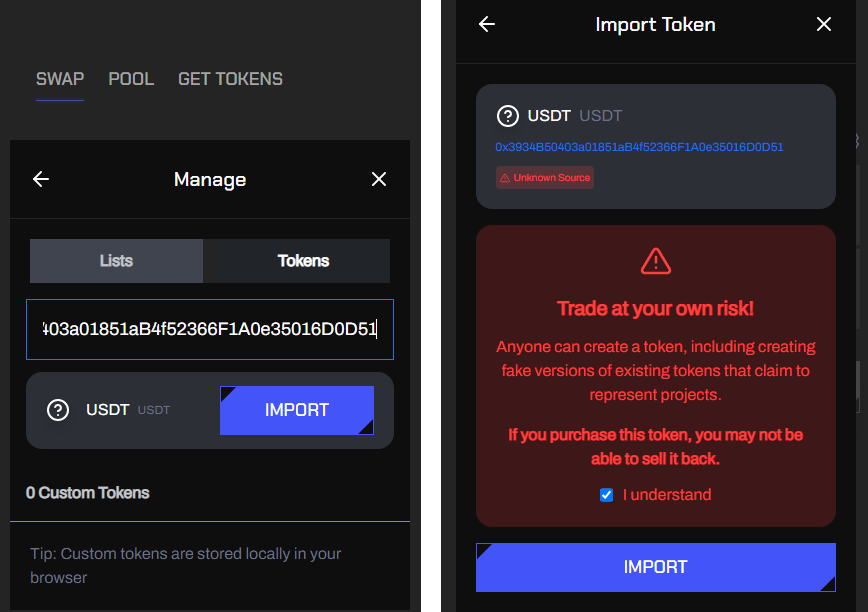 SWAP POOL GET TOKENS
Manage
Lists Tokens
403a01851aB4f52366F1A0e35016D0D51
USDT USDT IMPORT
0 Custom Tokens
Tip: Custom tokens are stored locally in your
browser
Import Token
USDT USDT
0x3934B50403a01851aB4f52366F1A0e35016D0D51
Unknown Source
Trade at your own risk!
Anyone can create a token, including creating
fake versions of existing tokens that claim to
represent projects.
If you purchase this token, you may not be
able to sell it back.
I understand
IMPORT